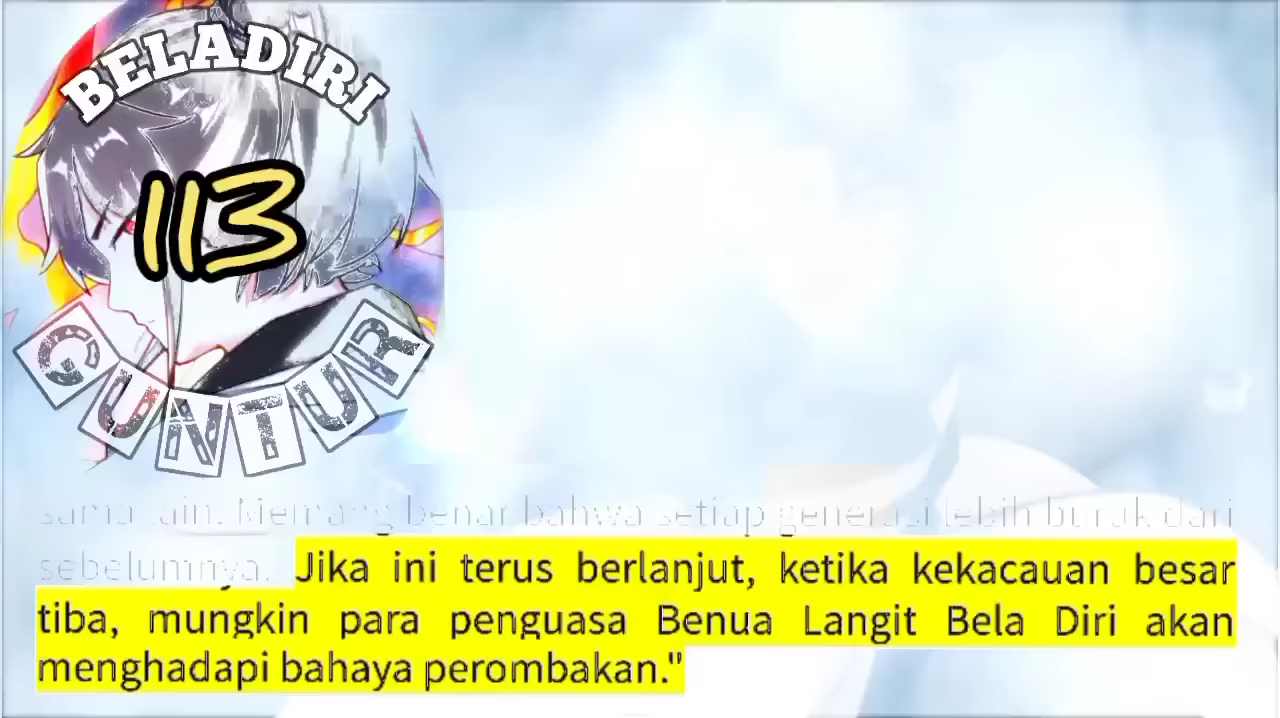 BELADIRI
113
GUNTUR
sama lain. Memang benar bahwa setiap generasi lebih buruk dari
sebelumnya. Jika ini terus berlanjut, ketika kekacauan besar
tiba, mungkin para penguasa Benua Langit Bela Diri akan
menghadapi bahaya perombakan."